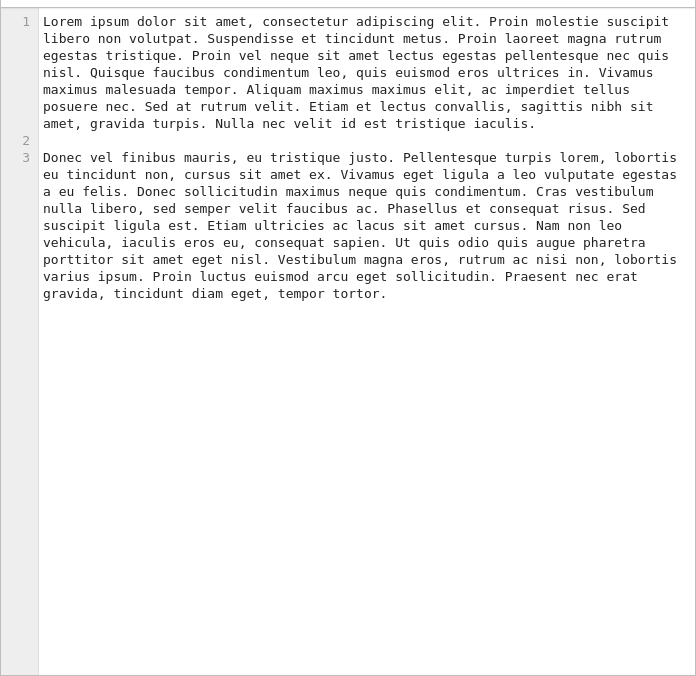 1 Lorem ipsum dolor sit amet, consectetur adipiscing elit. Proin molestie suscipit
libero non volutpat. Suspendisse et tincidunt metus. Proin laoreet magna rutrum
egestas tristique. Proin vel neque sit amet lectus egestas pellentesque nec quis
nisl. Quisque faucibus condimentum leo, quis euismod eros ultrices in. Vivamus
maximus malesuada tempor. Aliquam maximus maximus elit, ac imperdiet tellus
posuere nec. Sed at rutrum velit. Etiam et lectus convallis, sagittis nibh sit
amet, gravida turpis. Nulla nec velit id est tristique iaculis.
2
3 Donec vel finibus mauris, eu tristique justo. Pellentesque turpis lorem, lobortis
eu tincidunt non, cursus sit amet ex. Vivamus eget ligula a leo vulputate egestas
a eu felis. Donec sollicitudin maximus neque quis condimentum. Cras vestibulum
nulla libero, sed semper velit faucibus ac. Phasellus et consequat risus. Sed
suscipit ligula est. Etiam ultricies ac lacus sit amet cursus. Nam non leo
vehicula, iaculis eros eu, consequat sapien. Ut quis odio quis augue pharetra
porttitor sit amet eget nisl. Vestibulum magna eros, rutrum ac nisi non, lobortis
varius ipsum. Proin luctus euismod arcu eget sollicitudin. Praesent nec erat
gravida, tincidunt diam eget, tempor tortor.